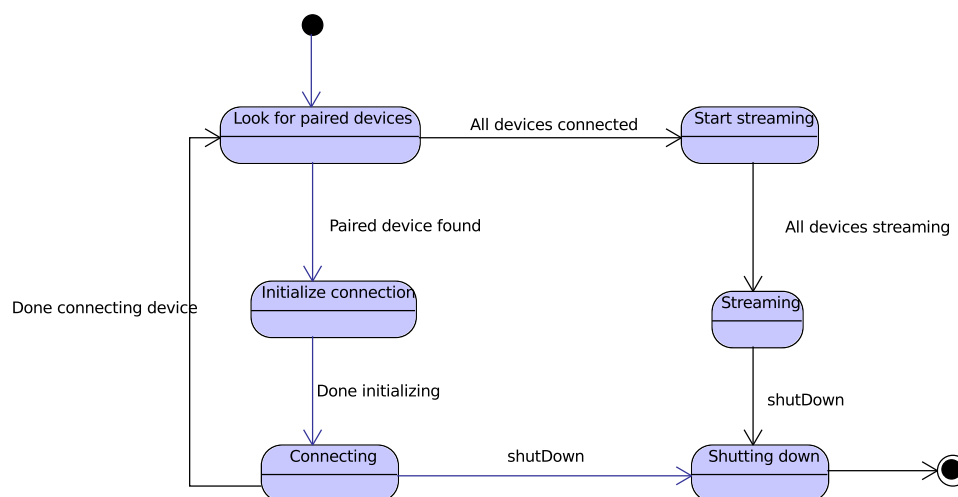 Look for paired devices
All devices connected
Start streaming
Paired device found
All devices streaming
Initialize connection
Streaming
Done connecting device
Done initializing
shutDown
Connecting
shutDown
Shutting down